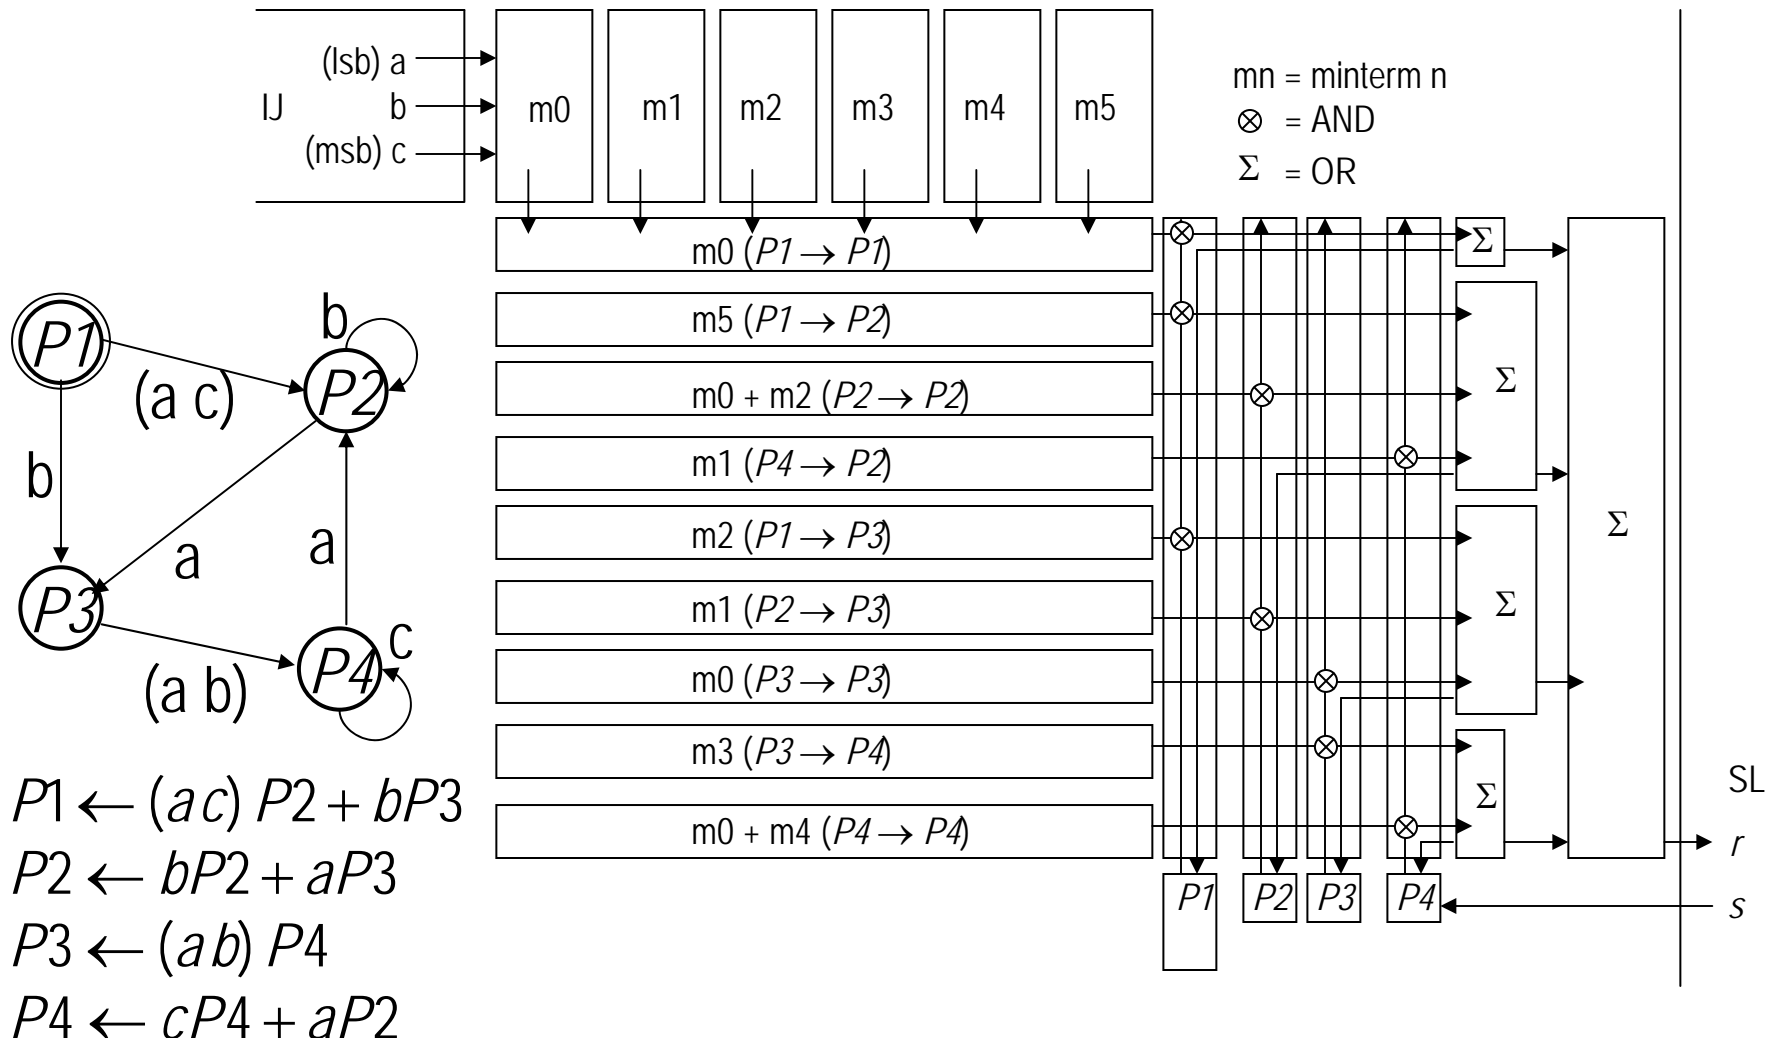 (lsb) a
IJ b
(msb) c
m0 m1 m2 m3 m4 m5
mn = minterm n
⊗ = AND
Σ = OR
m0 (P1 → P1)
m5 (P1 → P2)
m0 + m2 (P2 → P2)
m1 (P4 → P2)
m2 (P1 → P3)
m1 (P2 → P3)
m0 (P3 → P3)
m3 (P3 → P4)
m0 + m4 (P4 → P4)
Σ
Σ
Σ
Σ
Σ
P1 P2 P3 P4
SL
r
s
P1
b
P2
(a c)
b
a
a
P3
c
P4
(a b)
P1 ← (a c) P2 + bP3
P2 ← bP2 + aP3
P3 ← (a b) P4
P4 ← cP4 + aP2